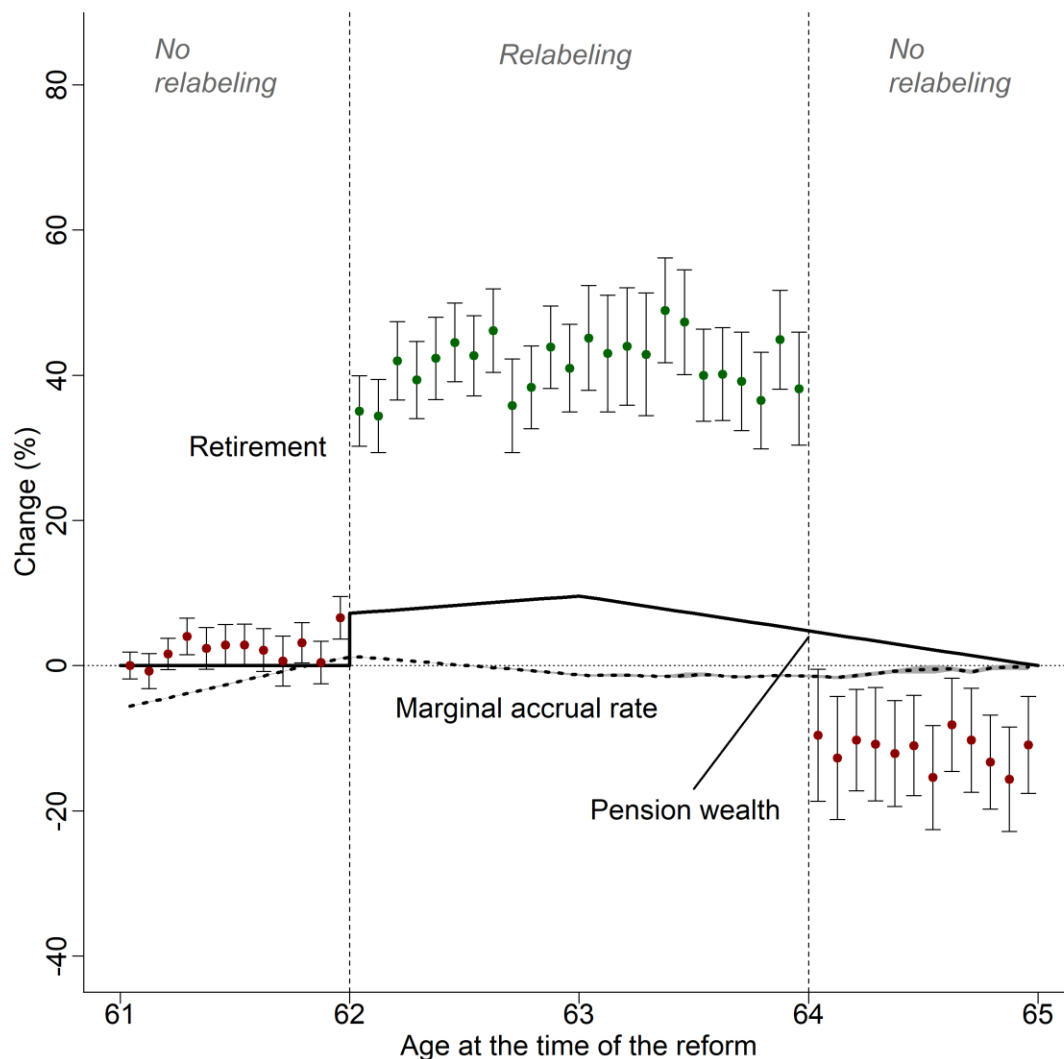 No
relabeling
Relabeling
No
relabeling
80
60
40
20
0
-20
-40
Change (%)
Retirement
Marginal accrual rate
Pension wealth
61
62
63
64
65
Age at the time of the reform